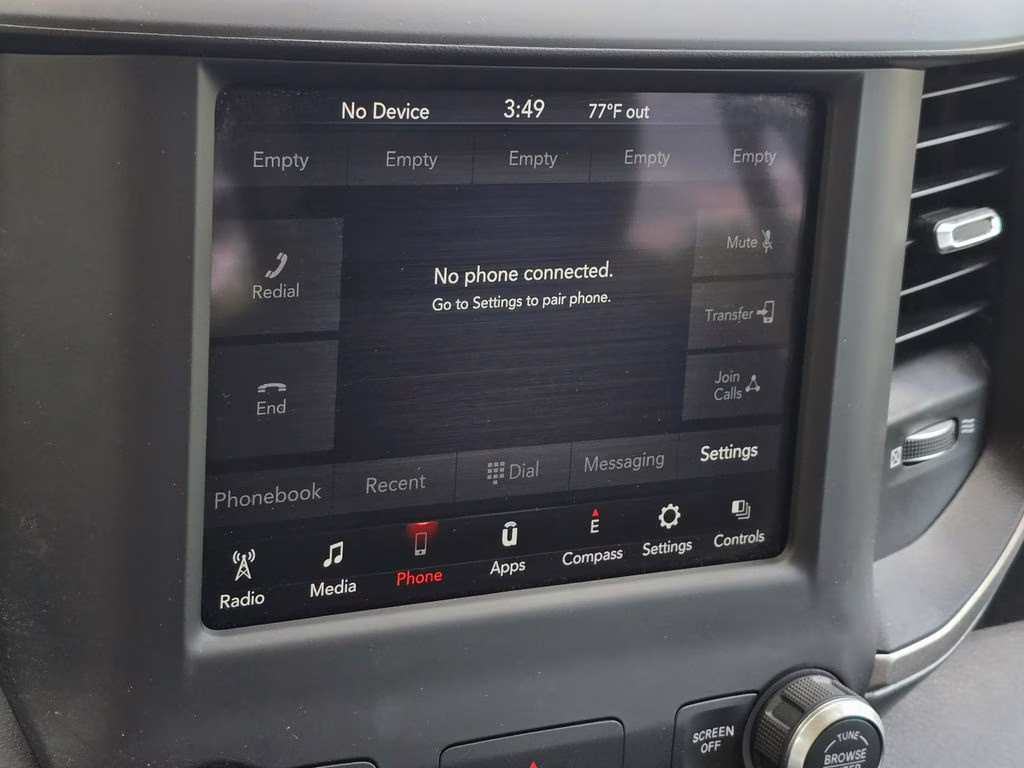 No Device 3:49 77°F out
Empty Empty Empty Empty Empty
Redial
End
No phone connected.
Go to Settings to pair phone.
Mute
Transfer
Join
Calls
Phonebook Recent Dial Messaging Settings
E
Radio Media Phone Apps Compass Settings Controls
SCREEN
OFF
TUNE
BROWSE